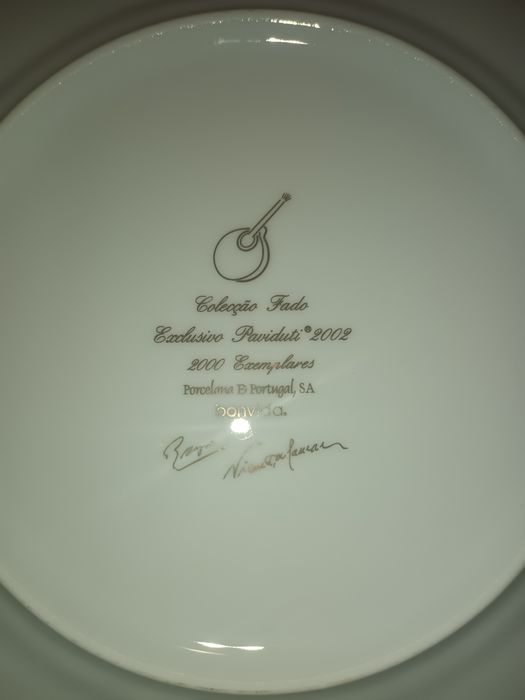 Colecção Fado
Exclusivo Paviduti® 2002
2000 Exemplares
Porcelana D Portugal, SA
bonvida.